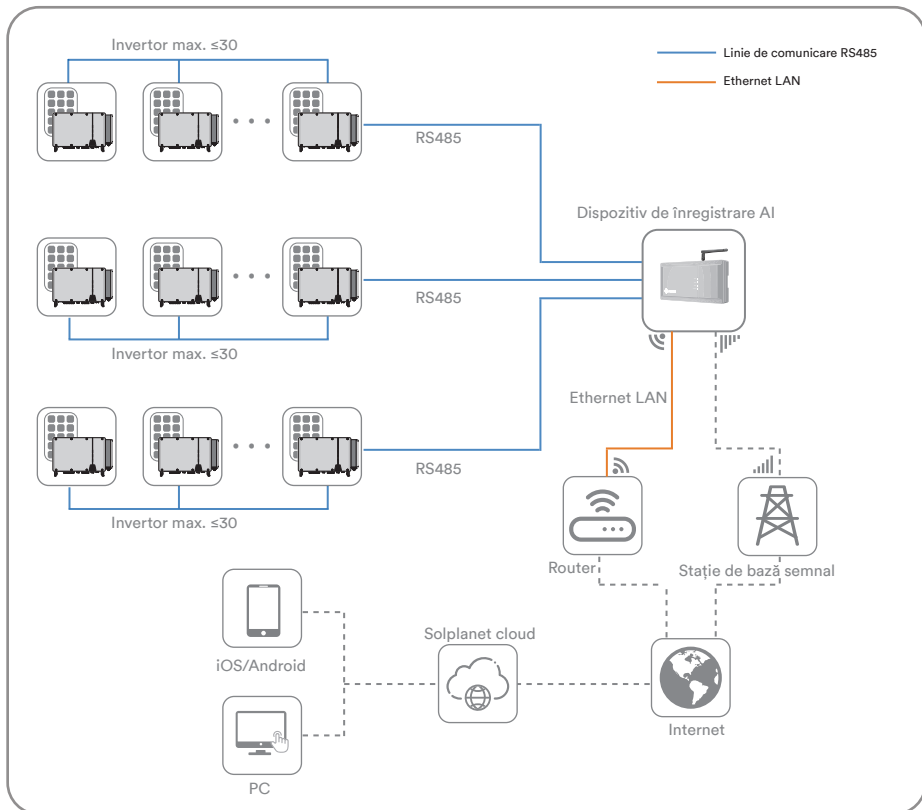 Invertor max. ≤30
Linie de comunicare RS485
Ethernet LAN
RS485
Dispozitiv de înregistrare AI
RS485
Invertor max. ≤30
Ethernet LAN
RS485
Invertor max. ≤30
Router
Stație de bază semnal
Solplanet cloud
iOS/Android
Internet
PC